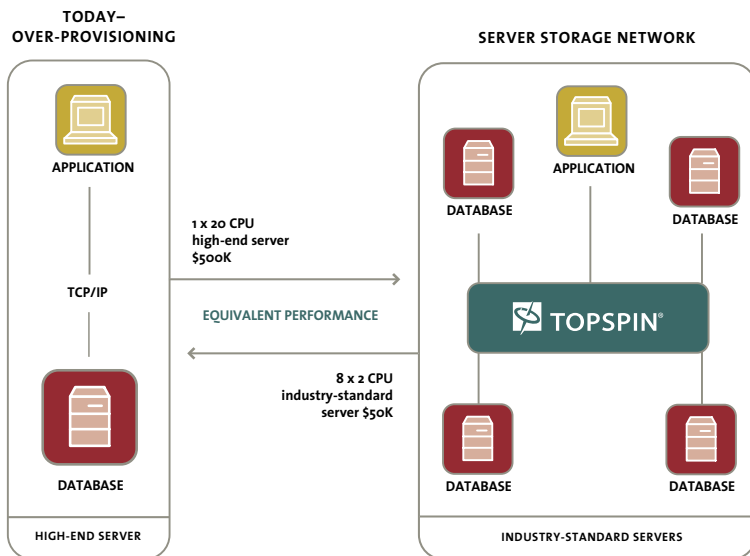 TODAY–
OVER-PROVISIONING
APPLICATION
TCP/IP
DATABASE
HIGH-END SERVER
1 x 20 CPU
high-end server
$500K
EQUIVALENT PERFORMANCE
8 x 2 CPU
industry-standard
server $50K
SERVER STORAGE NETWORK
DATABASE
APPLICATION
DATABASE
TOPSPIN®
DATABASE
DATABASE
INDUSTRY-STANDARD SERVERS